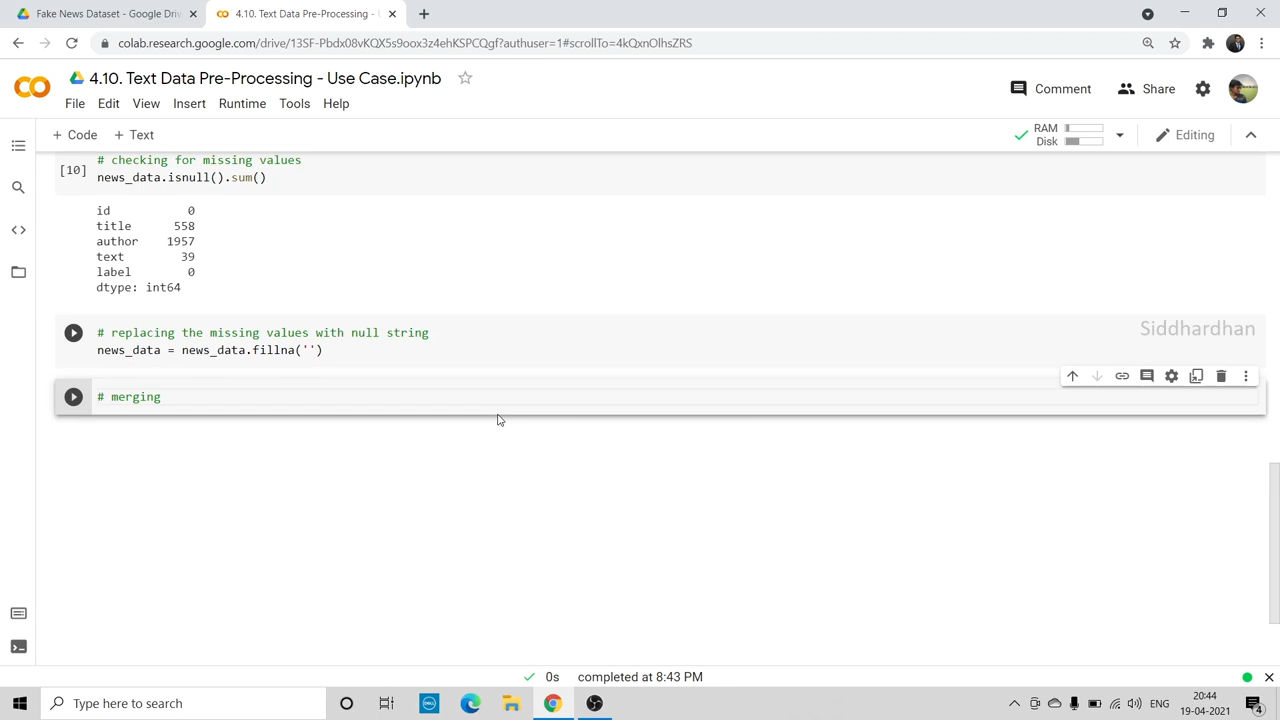 Fake News Dataset - Google Driv
4.10. Text Data Pre-Processing -
colab.research.google.com/drive/13SF-Pbdx08vKQX5s9oox3z4ehKSPCQgf?authuser=1#scrollTo=4kQxnOlhsZRS
4.10. Text Data Pre-Processing - Use Case.ipynb
Comment
Share
File Edit View Insert Runtime Tools Help
+ Code + Text
RAM
Disk
Editing
# checking for missing values
[10] news_data.isnull().sum()
id 0
title 558
author 1957
text 39
label 0
dtype: int64
# replacing the missing values with null string
Siddhardhan
news_data = news_data.fillna('')
# merging
0s completed at 8:43 PM
Type here to search
DELL
ENG
20:44
19-04-2021
4